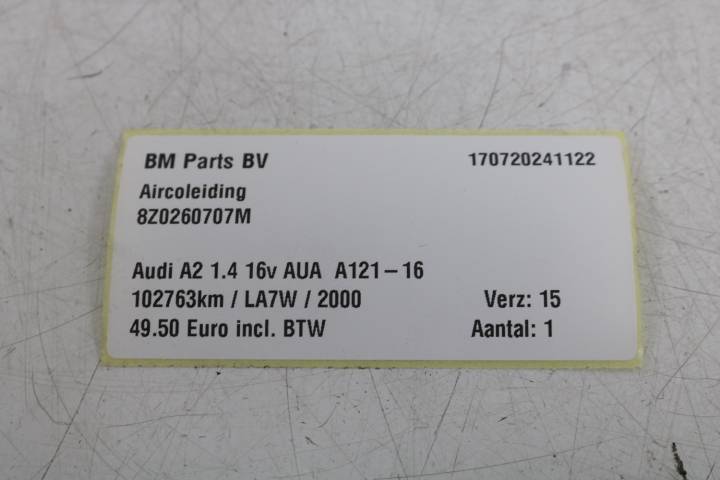 BM Parts BV 170720241122
Aircoleiding
8Z0260707M
Audi A2 1.4 16v AUA A121-16
102763km / LA7W / 2000 Verz: 15
49.50 Euro incl. BTW Aantal: 1